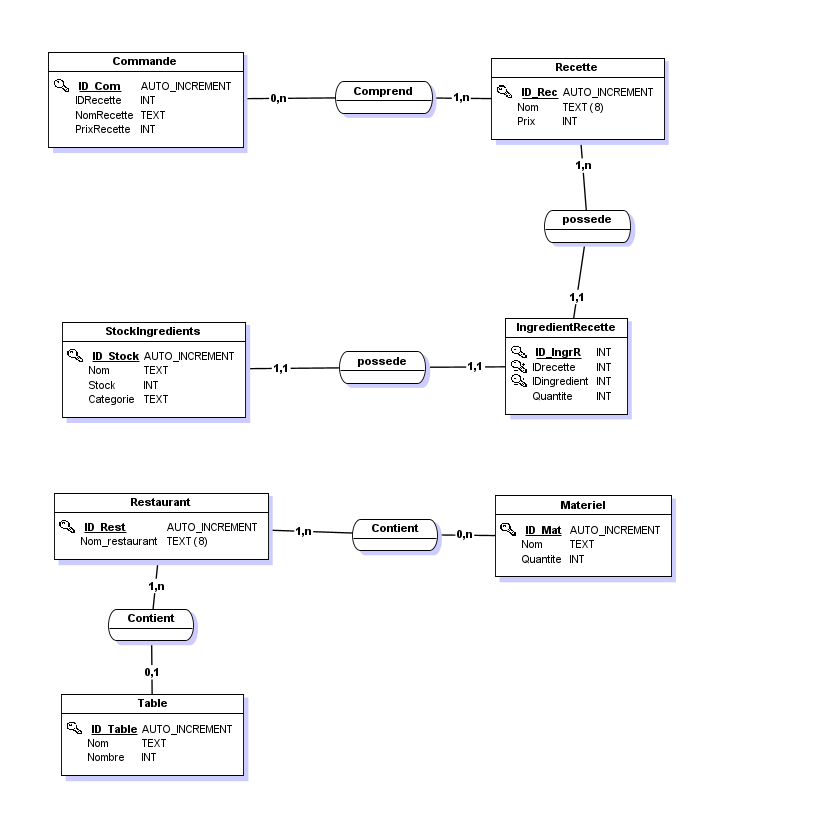 Commande
ID_Com AUTO_INCREMENT
IDRecette INT
NomRecette TEXT
PrixRecette INT
0,n
Comprend
1,n
Recette
ID_Rec AUTO_INCREMENT
Nom TEXT (8)
Prix INT
1,n
possede
1,1
StockIngredients
ID_Stock AUTO_INCREMENT
Nom TEXT
Stock INT
Categorie TEXT
1,1
possede
1,1
IngredientRecette
ID_IngrR INT
IDrecette INT
IDingredient INT
Quantite INT
Restaurant
ID_Rest AUTO_INCREMENT
Nom_restaurant TEXT (8)
1,n
Contient
0,n
Materiel
ID_Mat AUTO_INCREMENT
Nom TEXT
Quantite INT
1,n
Contient
0,1
Table
ID_Table AUTO_INCREMENT
Nom TEXT
Nombre INT